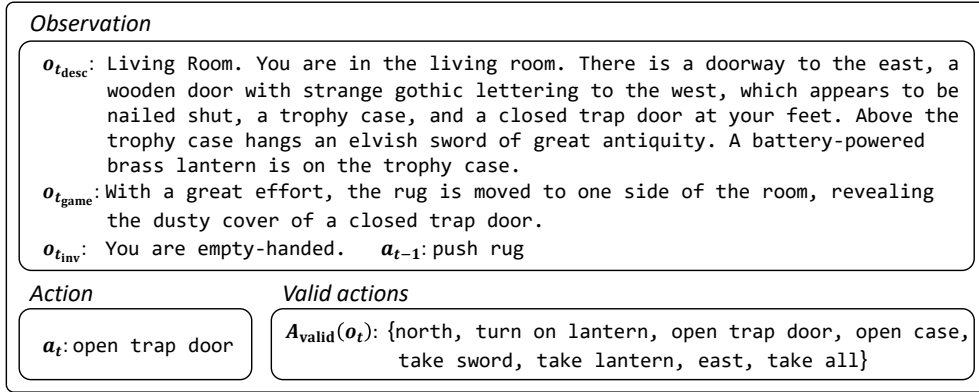 Observation
o_t_desc: Living Room. You are in the living room. There is a doorway to the east, a
wooden door with strange gothic lettering to the west, which appears to be
nailed shut, a trophy case, and a closed trap door at your feet. Above the
trophy case hangs an elvish sword of great antiquity. A battery-powered
brass lantern is on the trophy case.
o_t_game: With a great effort, the rug is moved to one side of the room, revealing
the dusty cover of a closed trap door.
o_t_inv: You are empty-handed. a_t−1: push rug
Action
a_t: open trap door
Valid actions
A_valid(o_t): {north, turn on lantern, open trap door, open case,
take sword, take lantern, east, take all}